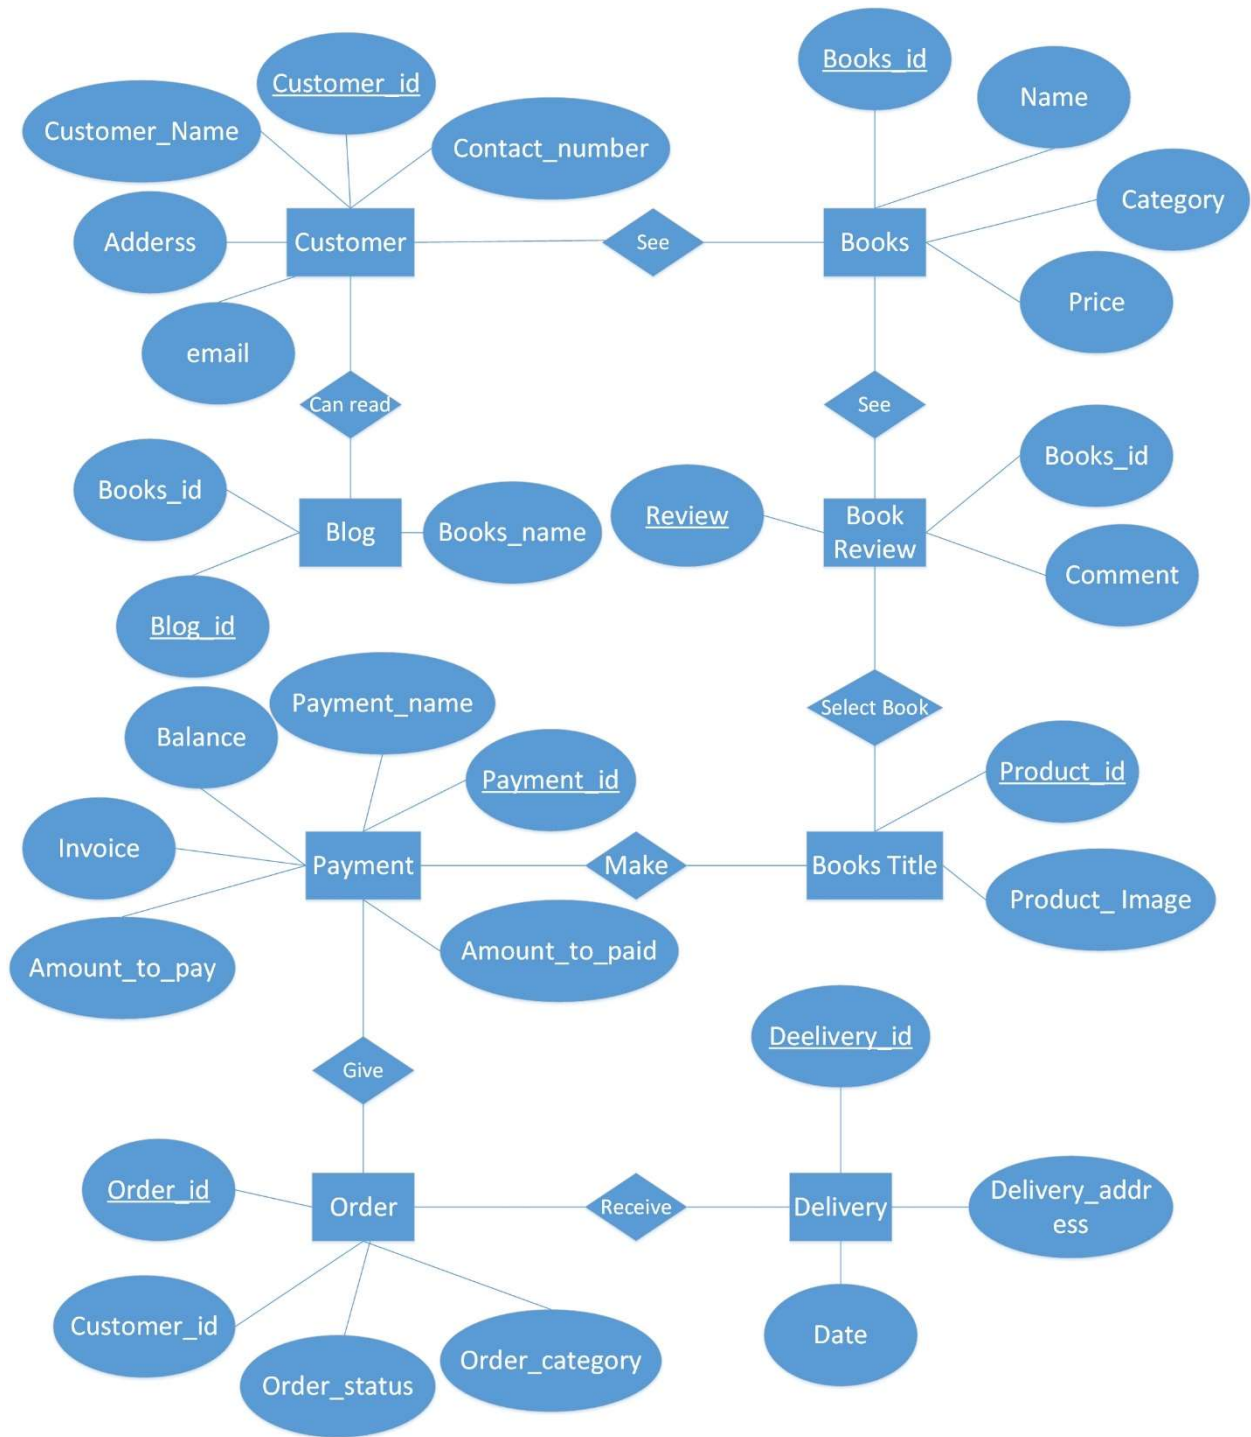 Customer_id
Books_id
Name
Customer_Name
Contact_number
Category
Adderss
Customer
See
Books
Price
email
Can read
See
Books_id
Books_id
Review
Book
Review
Blog
Books_name
Comment
Blog_id
Payment_name
Select Book
Balance
Payment_id
Product_id
Invoice
Payment
Make
Books Title
Product_ Image
Amount_to_paid
Amount_to_pay
Deelivery_id
Give
Order_id
Order
Receive
Delivery
Delivery_addr
ess
Customer_id
Date
Order_category
Order_status